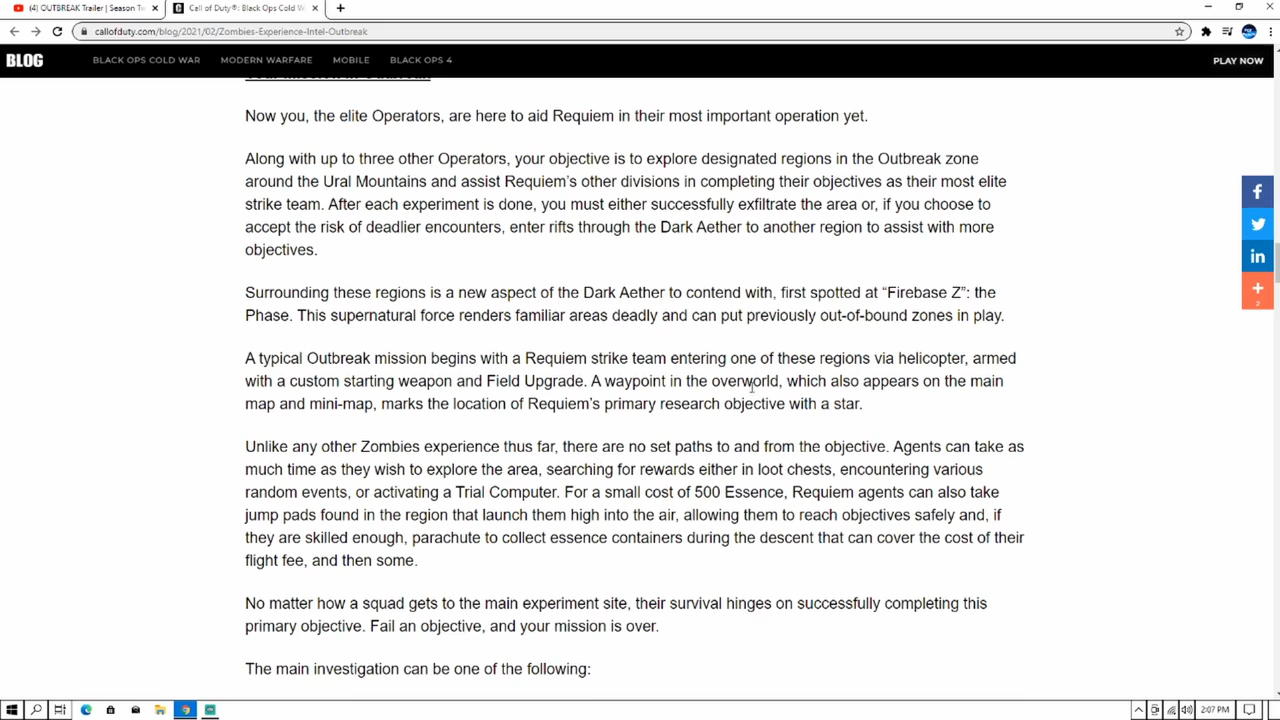 (4) OUTBREAK Trailer | Season Tw
Call of Duty®: Black Ops Cold W
callofduty.com/blog/2021/02/Zombies-Experience-Intel-Outbreak
BLOG
BLACK OPS COLD WAR
MODERN WARFARE
MOBILE
BLACK OPS 4
PLAY NOW
Now you, the elite Operators, are here to aid Requiem in their most important operation yet.
Along with up to three other Operators, your objective is to explore designated regions in the Outbreak zone
around the Ural Mountains and assist Requiem’s other divisions in completing their objectives as their most elite
strike team. After each experiment is done, you must either successfully exfiltrate the area or, if you choose to
accept the risk of deadlier encounters, enter rifts through the Dark Aether to another region to assist with more
objectives.
Surrounding these regions is a new aspect of the Dark Aether to contend with, first spotted at “Firebase Z”: the
Phase. This supernatural force renders familiar areas deadly and can put previously out-of-bound zones in play.
A typical Outbreak mission begins with a Requiem strike team entering one of these regions via helicopter, armed
with a custom starting weapon and Field Upgrade. A waypoint in the overworld, which also appears on the main
map and mini-map, marks the location of Requiem’s primary research objective with a star.
Unlike any other Zombies experience thus far, there are no set paths to and from the objective. Agents can take as
much time as they wish to explore the area, searching for rewards either in loot chests, encountering various
random events, or activating a Trial Computer. For a small cost of 500 Essence, Requiem agents can also take
jump pads found in the region that launch them high into the air, allowing them to reach objectives safely and, if
they are skilled enough, parachute to collect essence containers during the descent that can cover the cost of their
flight fee, and then some.
No matter how a squad gets to the main experiment site, their survival hinges on successfully completing this
primary objective. Fail an objective, and your mission is over.
The main investigation can be one of the following:
2
2:07 PM